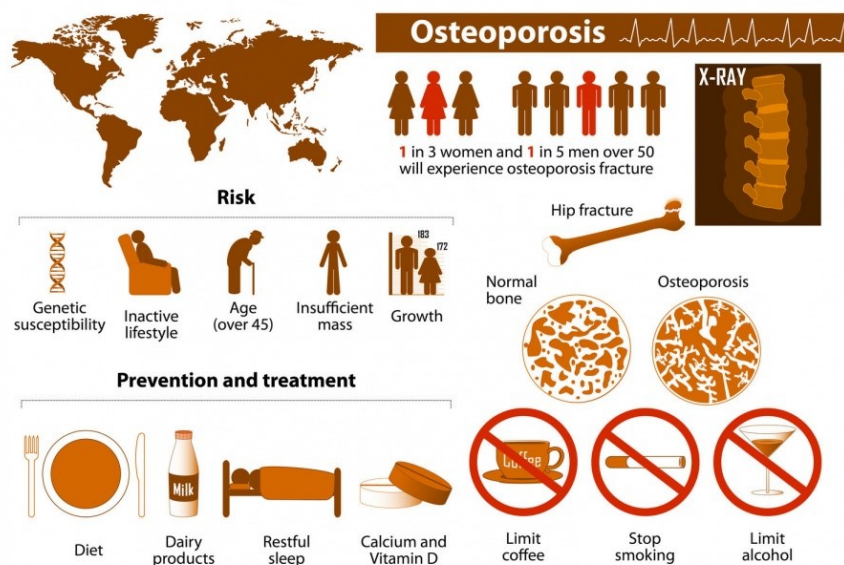 Osteoporosis
X-RAY
1 in 3 women and 1 in 5 men over 50
will experience osteoporosis fracture
Risk
183
172
Genetic
susceptibility
Inactive
lifestyle
Age
(over 45)
Insufficient
mass
Growth
Hip fracture
Normal
bone
Osteoporosis
Prevention and treatment
Milk
Coffee
Diet
Dairy
products
Restful
sleep
Calcium and
Vitamin D
Limit
coffee
Stop
smoking
Limit
alcohol